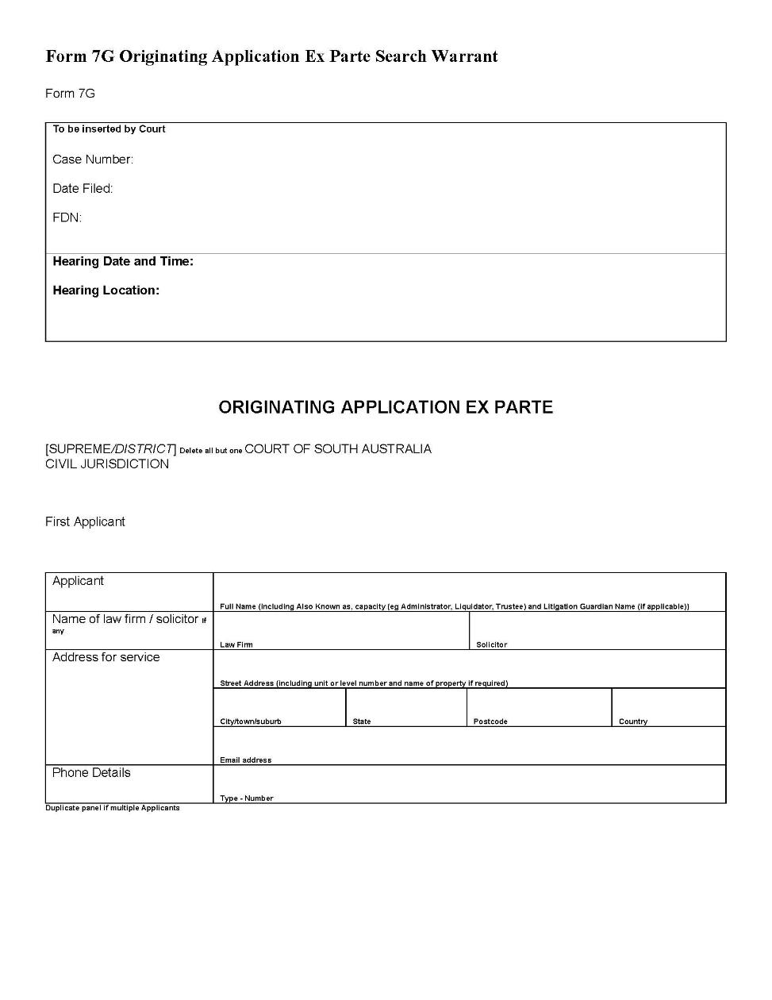 Form 7G Originating Application Ex Parte Search Warrant
Form 7G
To be inserted by Court
Case Number:
Date Filed:
FDN:
Hearing Date and Time:
Hearing Location:
ORIGINATING APPLICATION EX PARTE
[SUPREME/DISTRICT] Delete all but one COURT OF SOUTH AUSTRALIA
CIVIL JURISDICTION
First Applicant
Applicant
Full Name (including Also Known as, capacity (eg Administrator, Liquidator, Trustee) and Litigation Guardian Name (if applicable))
Name of law firm / solicitor If
any
Law Firm Solicitor
Address for service
Street Address (including unit or level number and name of property if required)
City/town/suburb State Postcode Country
Email address
Phone Details
Type - Number
Duplicate panel if multiple Applicants